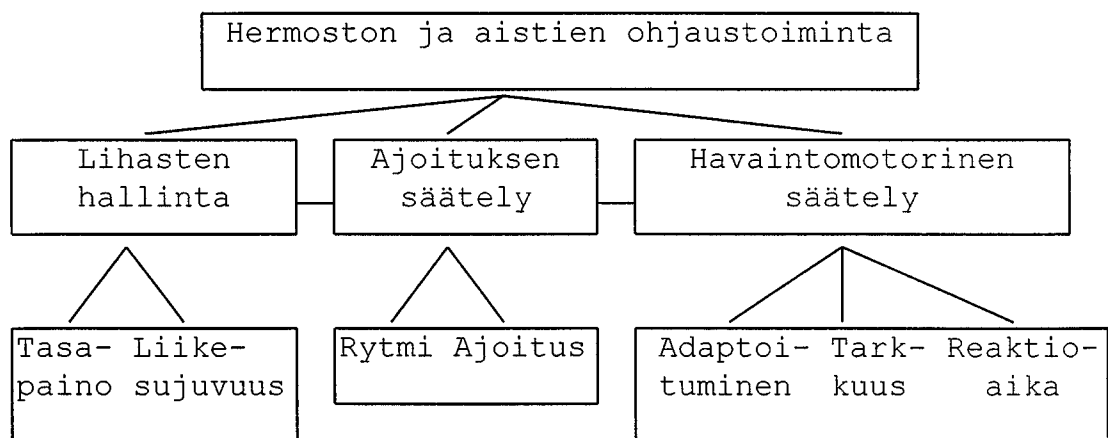 Hermoston ja aistien ohjaustoiminta
Lihasten
hallinta
Ajoituksen
säätely
Havaintomotorinen
säätely
Tasa- Liike-
paino sujuvuus
Rytmi Ajoitus
Adaptoi- Tark- Reaktio-
tuminen kuus aika